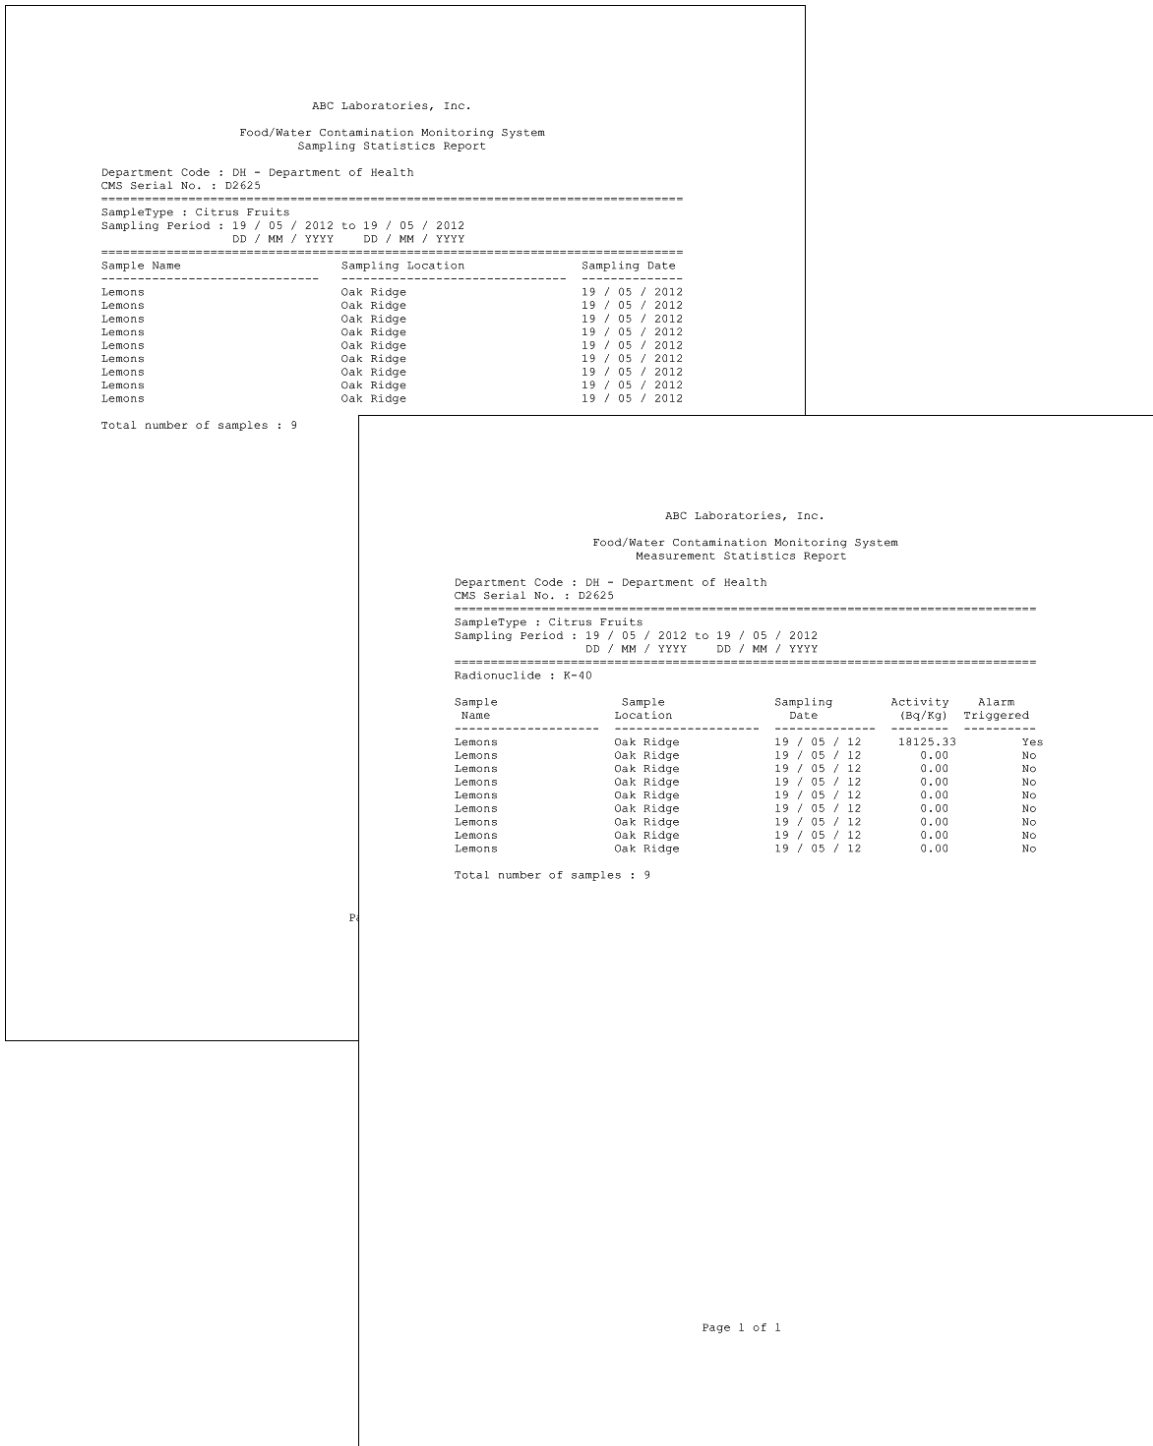 ABC Laboratories, Inc.
Food/Water Contamination Monitoring System
Sampling Statistics Report
Department Code : DH - Department of Health
CMS Serial No. : D2625
================================================================================
SampleType : Citrus Fruits
Sampling Period : 19 / 05 / 2012 to 19 / 05 / 2012
DD / MM / YYYY    DD / MM / YYYY
================================================================================
Sample Name    Sampling Location    Sampling Date
------------------------------   -------------------------------  --------------
Lemons    Oak Ridge    19 / 05 / 2012
Lemons    Oak Ridge    19 / 05 / 2012
Lemons    Oak Ridge    19 / 05 / 2012
Lemons    Oak Ridge    19 / 05 / 2012
Lemons    Oak Ridge    19 / 05 / 2012
Lemons    Oak Ridge    19 / 05 / 2012
Lemons    Oak Ridge    19 / 05 / 2012
Lemons    Oak Ridge    19 / 05 / 2012
Lemons    Oak Ridge    19 / 05 / 2012
Total number of samples : 9
ABC Laboratories, Inc.
Food/Water Contamination Monitoring System
Measurement Statistics Report
Department Code : DH - Department of Health
CMS Serial No. : D2625
================================================================================
SampleType : Citrus Fruits
Sampling Period : 19 / 05 / 2012 to 19 / 05 / 2012
DD / MM / YYYY    DD / MM / YYYY
================================================================================
Radionuclide : K-40
Sample    Sample    Sampling    Activity    Alarm
Name    Location    Date    (Bq/Kg)    Triggered
--------------------  --------------------  --------------  --------  ----------
Lemons    Oak Ridge    19 / 05 / 12    18125.33    Yes
Lemons    Oak Ridge    19 / 05 / 12    0.00    No
Lemons    Oak Ridge    19 / 05 / 12    0.00    No
Lemons    Oak Ridge    19 / 05 / 12    0.00    No
Lemons    Oak Ridge    19 / 05 / 12    0.00    No
Lemons    Oak Ridge    19 / 05 / 12    0.00    No
Lemons    Oak Ridge    19 / 05 / 12    0.00    No
Lemons    Oak Ridge    19 / 05 / 12    0.00    No
Lemons    Oak Ridge    19 / 05 / 12    0.00    No
Total number of samples : 9
Page 1 of 1